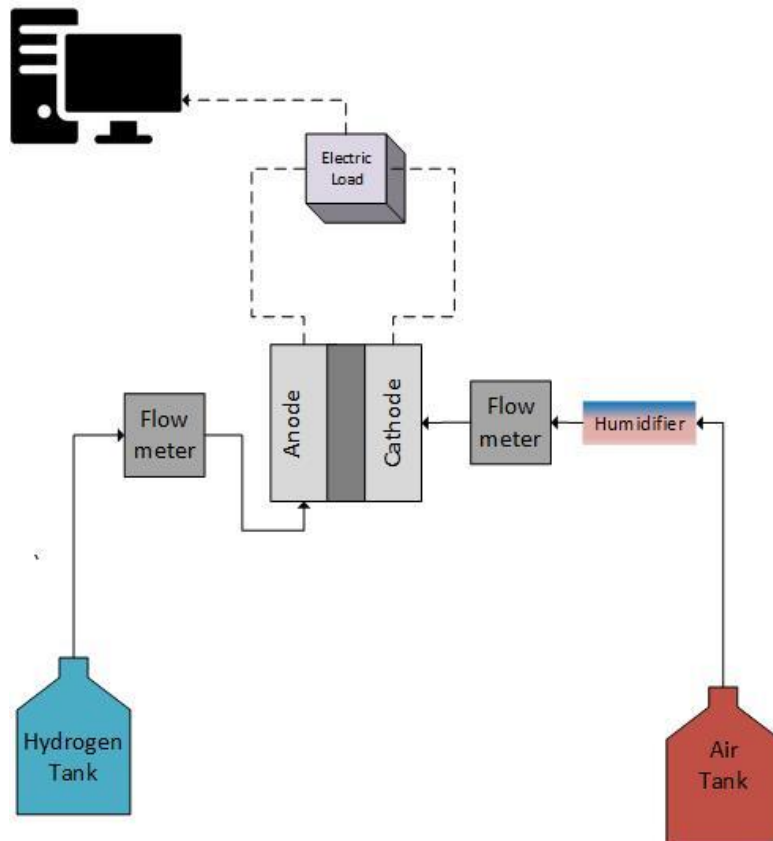 Electric
Load
Anode
Cathode
Flow
meter
Flow
meter
Humidifier
Hydrogen
Tank
Air
Tank